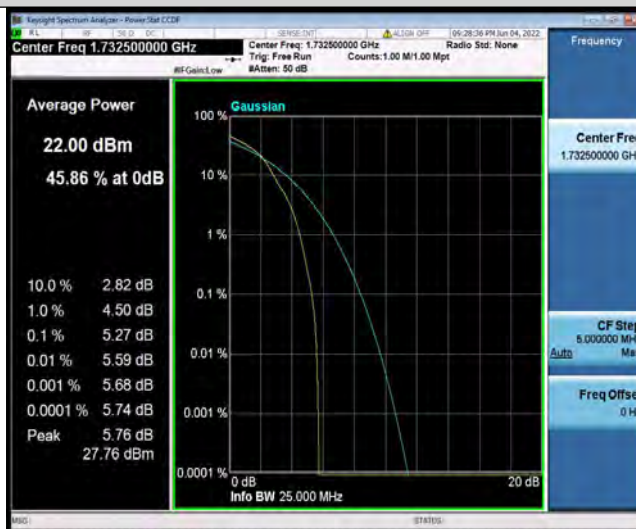 Keysight Spectrum Analyzer - Power Stat CCDF
RL RF 50 Ω DC SENSE:INT ALIGN OFF 09:28:36 PM Jun 04, 2022
Center Freq 1.732500000 GHz
Center Freq: 1.732500000 GHz Radio Std: None
Trig: Free Run Counts:1.00 M/1.00 Mpt
#IFGain:Low #Atten: 50 dB
Frequency
Average Power
22.00 dBm
45.86 % at 0dB
10.0 % 2.82 dB
1.0 % 4.50 dB
0.1 % 5.27 dB
0.01 % 5.59 dB
0.001 % 5.68 dB
0.0001 % 5.74 dB
Peak 5.76 dB
27.76 dBm
Gaussian
100 %
10 %
1 %
0.1 %
0.01 %
0.001 %
0.0001 %
0 dB 20 dB
Info BW 25.000 MHz
Center Fre
1.732500000 GH
CF Step
5.000000 MH
Auto Ma
Freq Offse
0 H
MSG STATUS